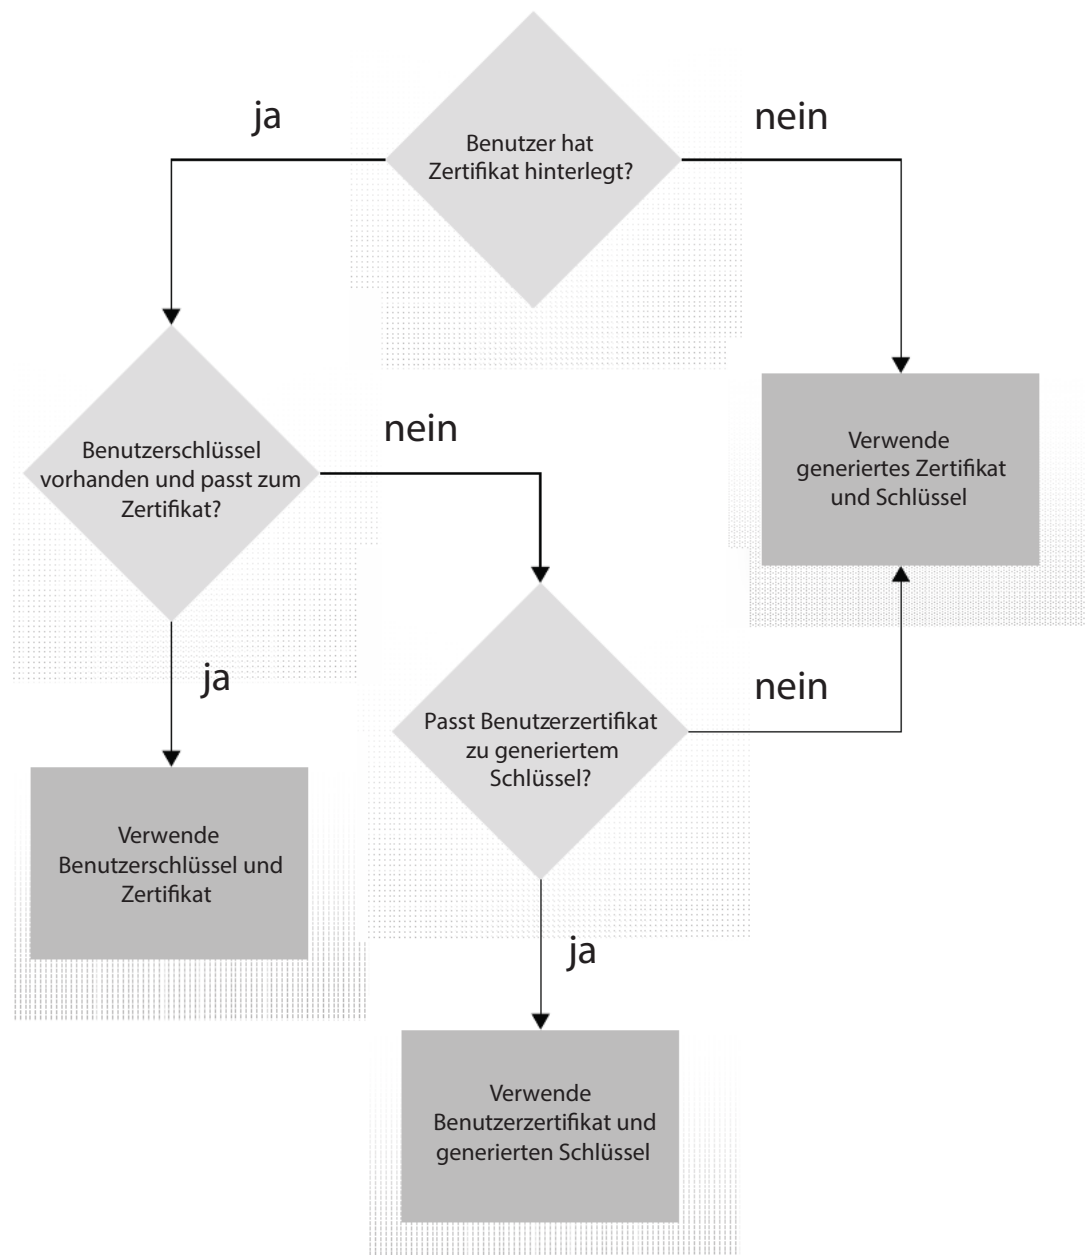 ja
nein
Benutzer hat
Zertifikat hinterlegt?
Benutzerschlüssel
vorhanden und passt zum
Zertifikat?
nein
Verwende
generiertes Zertifikat
und Schlüssel
ja
nein
Passt Benutzerzertifikat
zu generiertem
Schlüssel?
Verwende
Benutzerschlüssel und
Zertifikat
ja
Verwende
Benutzerzertifikat und
generierten Schlüssel